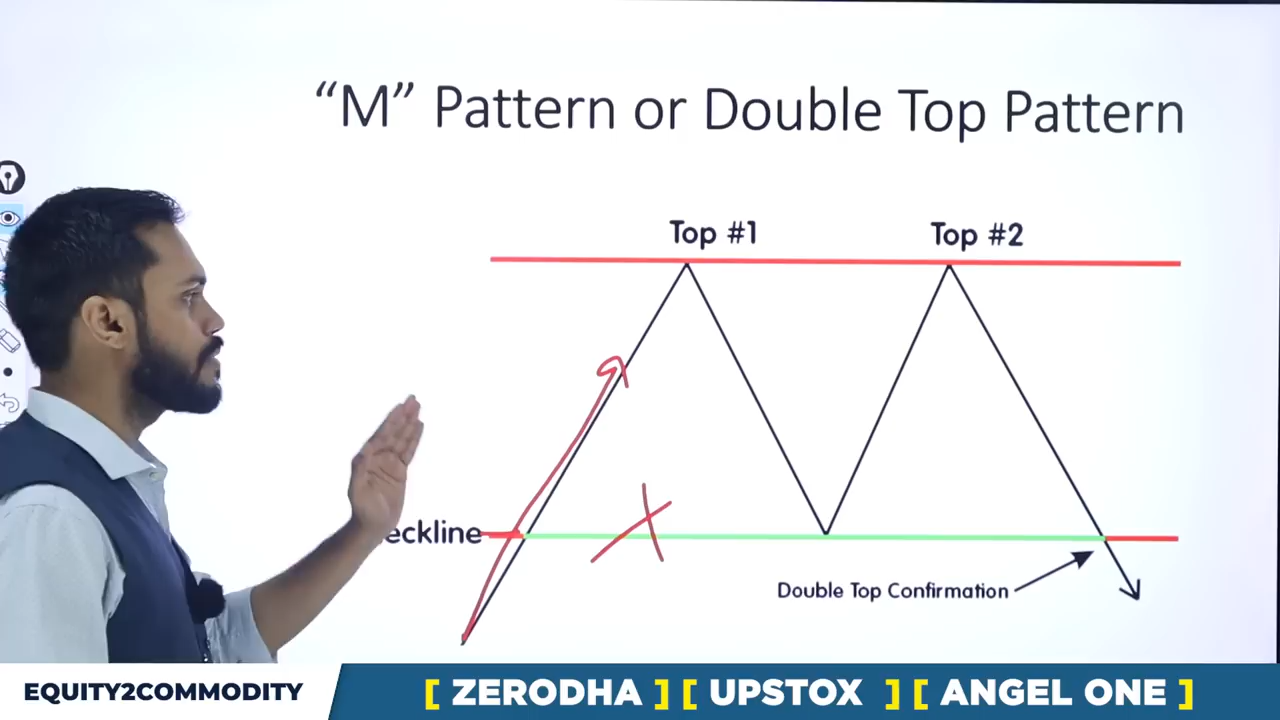 “M” Pattern or Double Top Pattern
Top #1 Top #2
eckline
Double Top Confirmation
EQUITY2COMMODITY [ ZERODHA ] [ UPSTOX ] [ ANGEL ONE ]